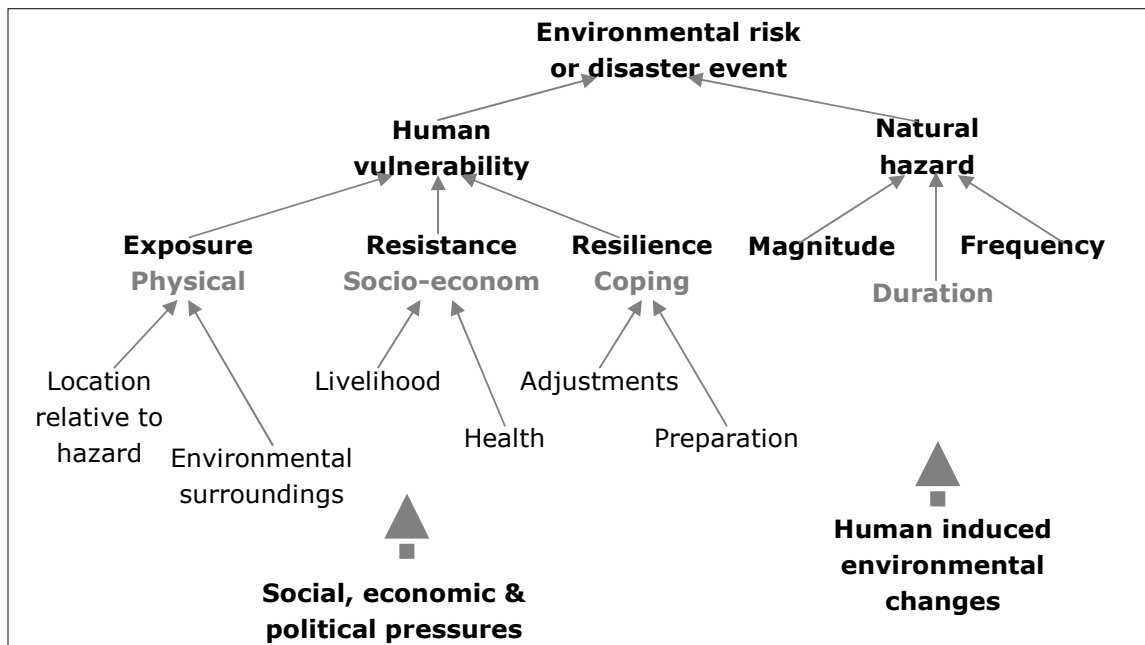 Environmental risk
or disaster event
Human
vulnerability
Natural
hazard
Exposure
Physical
Resistance
Socio-econom
Resilience
Coping
Magnitude
Frequency
Duration
Location
relative to
hazard
Environmental
surroundings
Livelihood
Health
Adjustments
Preparation
Social, economic &
political pressures
Human induced
environmental
changes